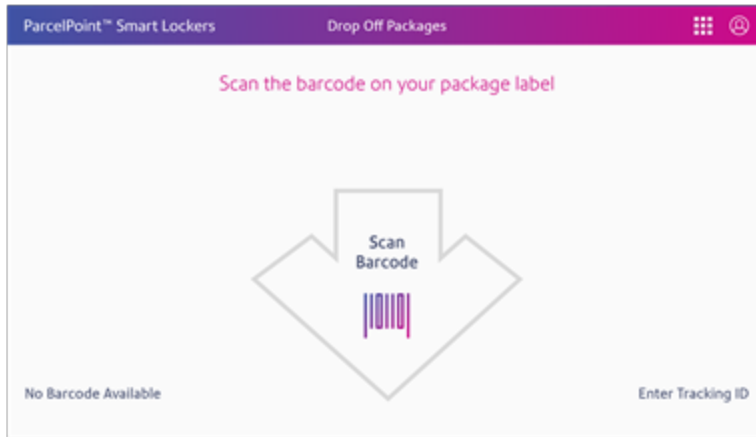 ParcelPoint™ Smart Lockers
Drop Off Packages
Scan the barcode on your package label
Scan
Barcode
No Barcode Available
Enter Tracking ID